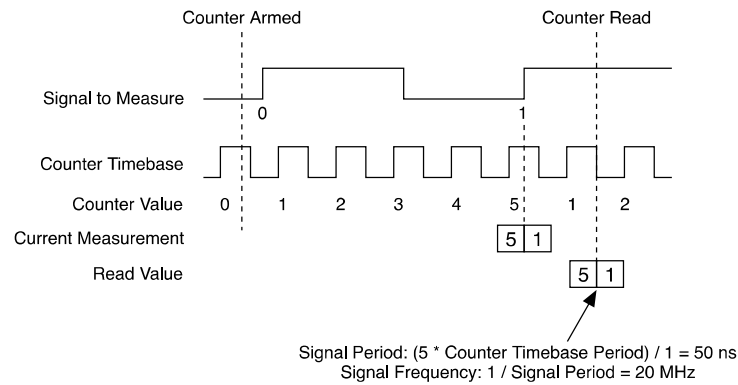 Counter Armed Counter Read
Signal to Measure
0 1
Counter Timebase
Counter Value 0 1 2 3 4 5 1 2
Current Measurement 5 1
Read Value 5 1
Signal Period: (5 * Counter Timebase Period) / 1 = 50 ns
Signal Frequency: 1 / Signal Period = 20 MHz